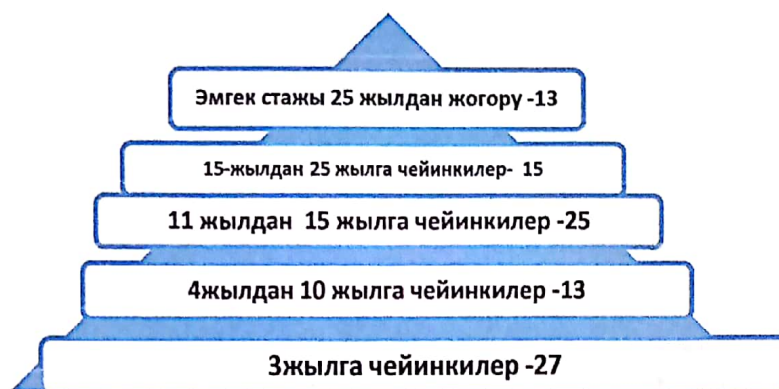 Эмгек стажы 25 жылдан жогору -13
15-жылдан 25 жылга чейинкилер- 15
11 жылдан 15 жылга чейинкилер -25
4жылдан 10 жылга чейинкилер -13
3жылга чейинкилер -27